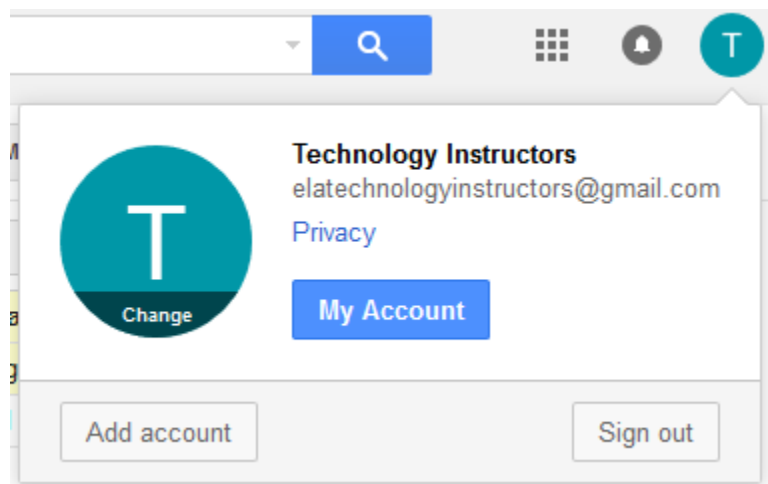 T
Technology Instructors
elatechnologyinstructors@gmail.com
Privacy
T
Change
My Account
Add account
Sign out